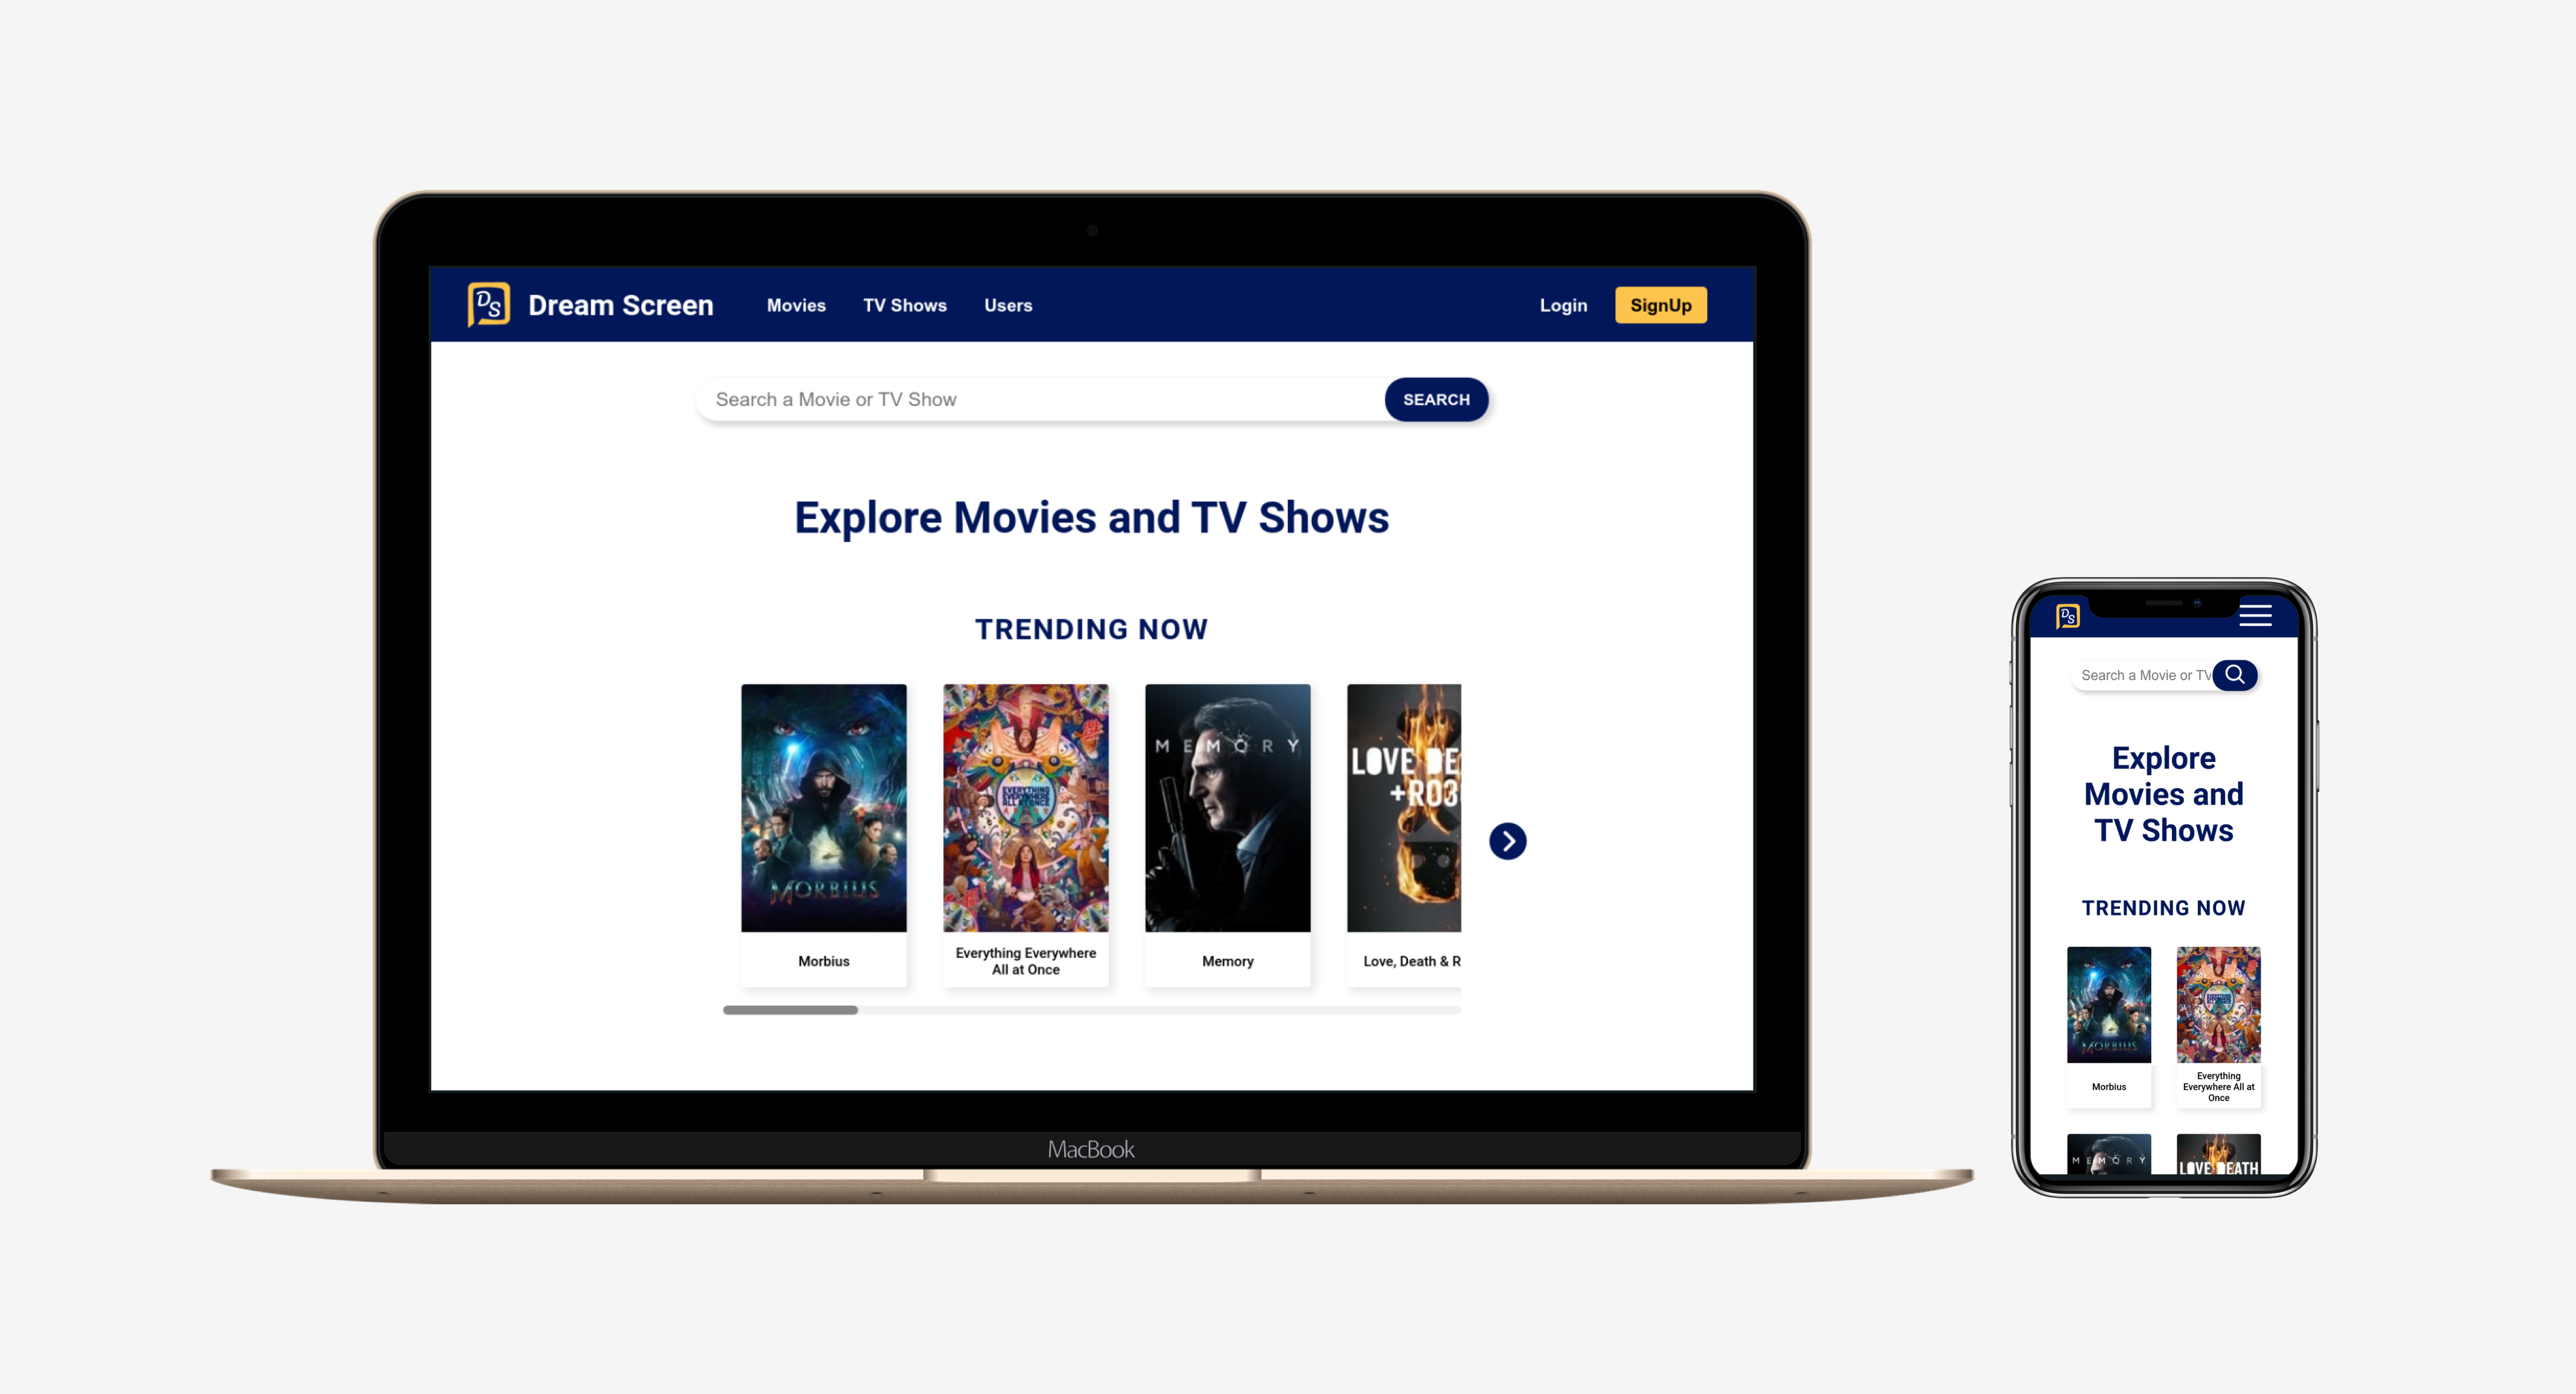 DS Dream Screen Movies TV Shows Users Login SignUp
Search a Movie or TV Show SEARCH
Explore Movies and TV Shows
TRENDING NOW
MEMORY
LOVE DE
+RO3
EVERYTHING
EVERYWHERE
ALL AT ONCE
MORBIUS
Morbius
Everything Everywhere
All at Once
Memory
Love, Death & R
MacBook
DS
Search a Movie or TV
Explore
Movies and
TV Shows
TRENDING NOW
MORBIUS
Morbius
Everything
Everywhere All at
Once
MEMORY
LOVE DEATH